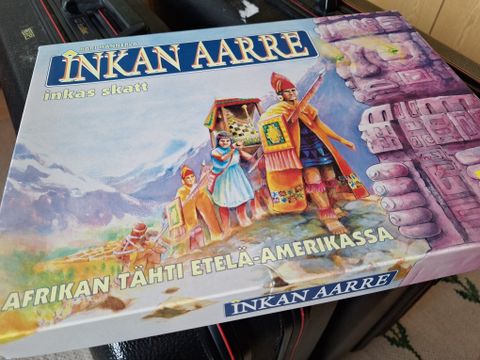 INKAN AARRE
inkas skatt
AFRIKAN TÄHTI ETELÄ-AMERIKASSA
INKAN AARRE